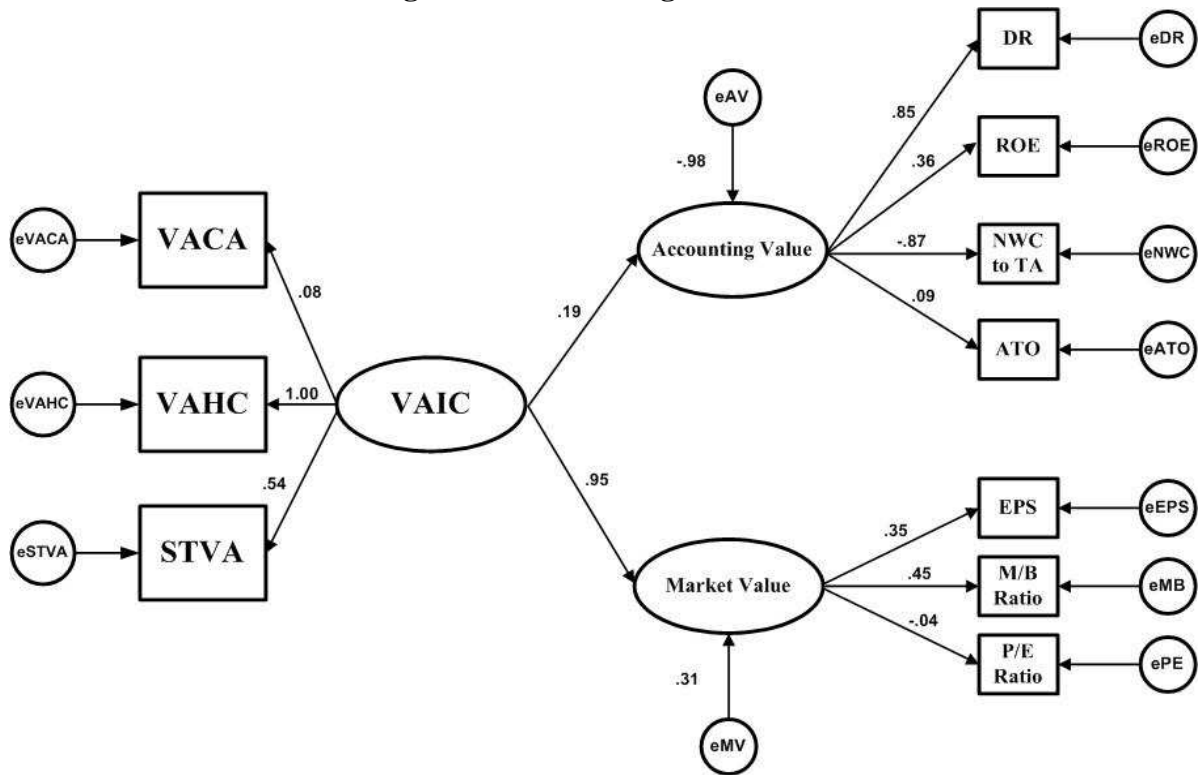 DR
eDR
eAV
.85
ROE
eROE
-.98
.36
eVACA
VACA
Accounting Value
-.87
NWC
to TA
eNWC
.08
.19
.09
ATO
eATO
eVAHC
VAHC
1.00
VAIC
.54
.95
EPS
eEPS
eSTVA
STVA
.35
Market Value
.45
M/B
Ratio
eMB
-.04
P/E
Ratio
ePE
.31
eMV